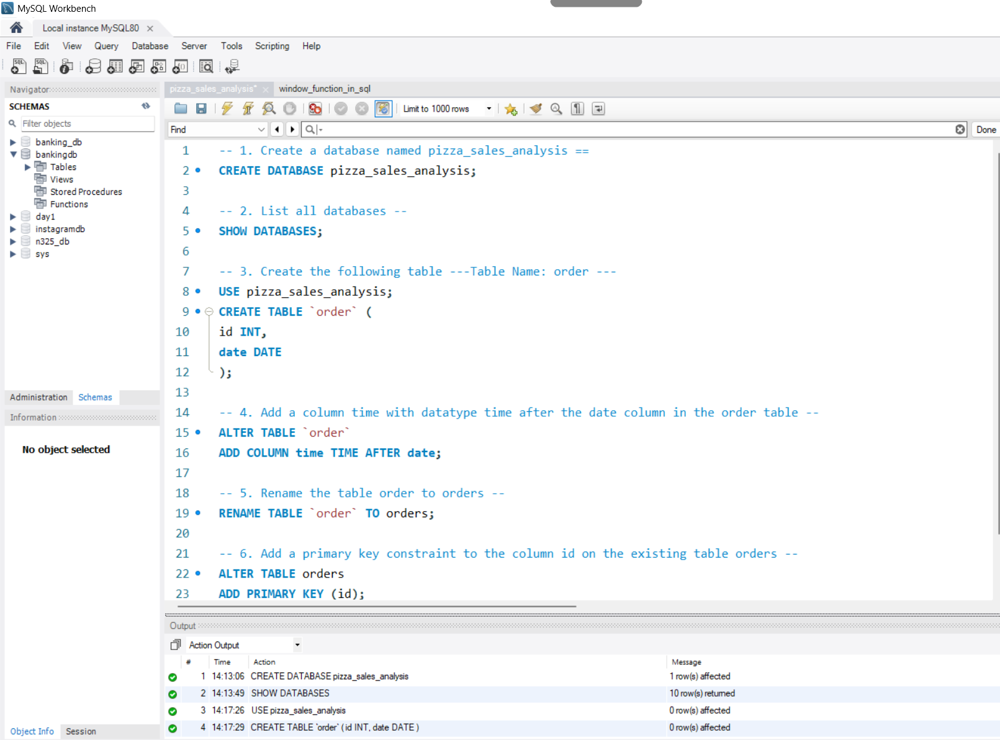 MySQL Workbench
Local instance MySQL80
File Edit View Query Database Server Tools Scripting Help
Navigator
SCHEMAS
Filter objects
banking_db
bankingdb
Tables
Views
Stored Procedures
Functions
day1
instagramdb
n325_db
sys
Administration Schemas
Information
No object selected
Object Info Session
pizza_sales_analysis* window_function_in_sql
Limit to 1000 rows
Find Done
1 -- 1. Create a database named pizza_sales_analysis ==
2 CREATE DATABASE pizza_sales_analysis;
3
4 -- 2. List all databases --
5 SHOW DATABASES;
6
7 -- 3. Create the following table ---Table Name: order ---
8 USE pizza_sales_analysis;
9 CREATE TABLE `order` (
10 id INT,
11 date DATE
12 );
13
14 -- 4. Add a column time with datatype time after the date column in the order table --
15 ALTER TABLE `order`
16 ADD COLUMN time TIME AFTER date;
17
18 -- 5. Rename the table order to orders --
19 RENAME TABLE `order` TO orders;
20
21 -- 6. Add a primary key constraint to the column id on the existing table orders --
22 ALTER TABLE orders
23 ADD PRIMARY KEY (id);
Output
Action Output
# Time Action Message
1 14:13:06 CREATE DATABASE pizza_sales_analysis 1 row(s) affected
2 14:13:49 SHOW DATABASES 10 row(s) returned
3 14:17:26 USE pizza_sales_analysis 0 row(s) affected
4 14:17:29 CREATE TABLE `order` ( id INT, date DATE ) 0 row(s) affected